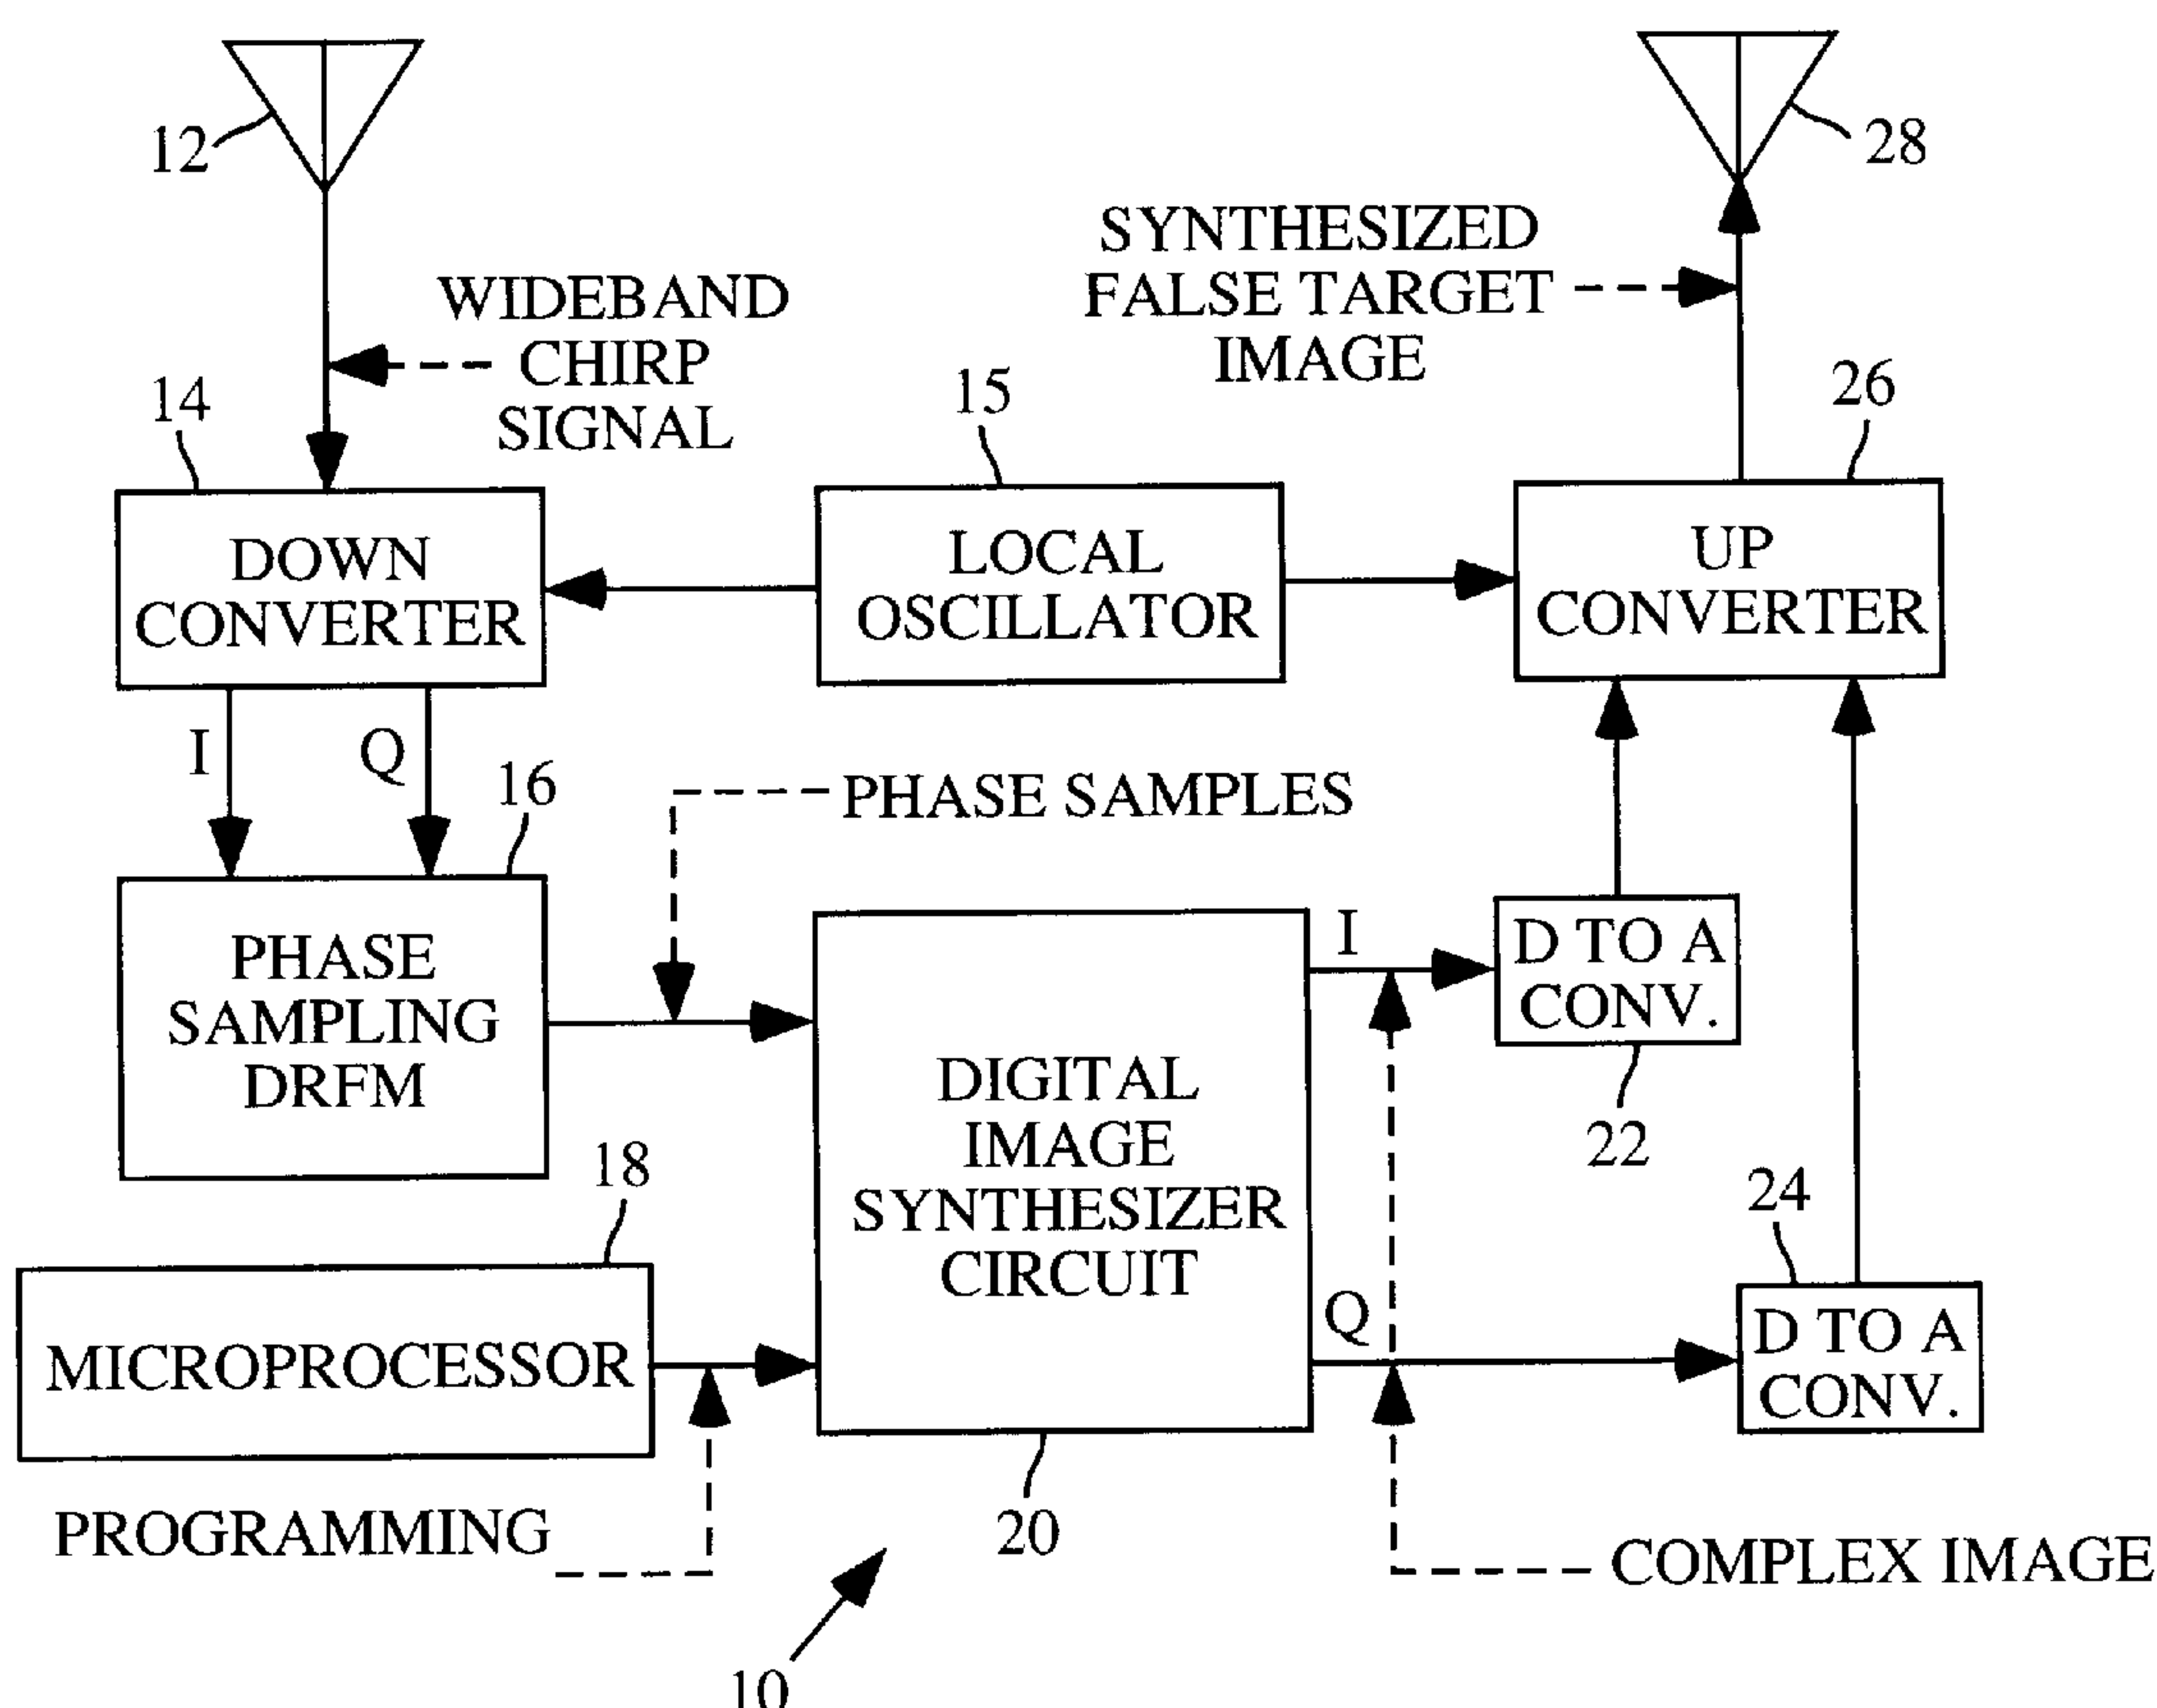 12
28
SYNTHESIZED
FALSE TARGET
IMAGE
WIDEBAND
CHIRP
SIGNAL
14
15
26
DOWN
CONVERTER
LOCAL
OSCILLATOR
UP
CONVERTER
I
Q
16
PHASE SAMPLES
PHASE
SAMPLING
DRFM
I
D TO A
CONV.
22
DIGITAL
IMAGE
SYNTHESIZER
CIRCUIT
18
24
MICROPROCESSOR
Q
D TO A
CONV.
PROGRAMMING
20
COMPLEX IMAGE
10